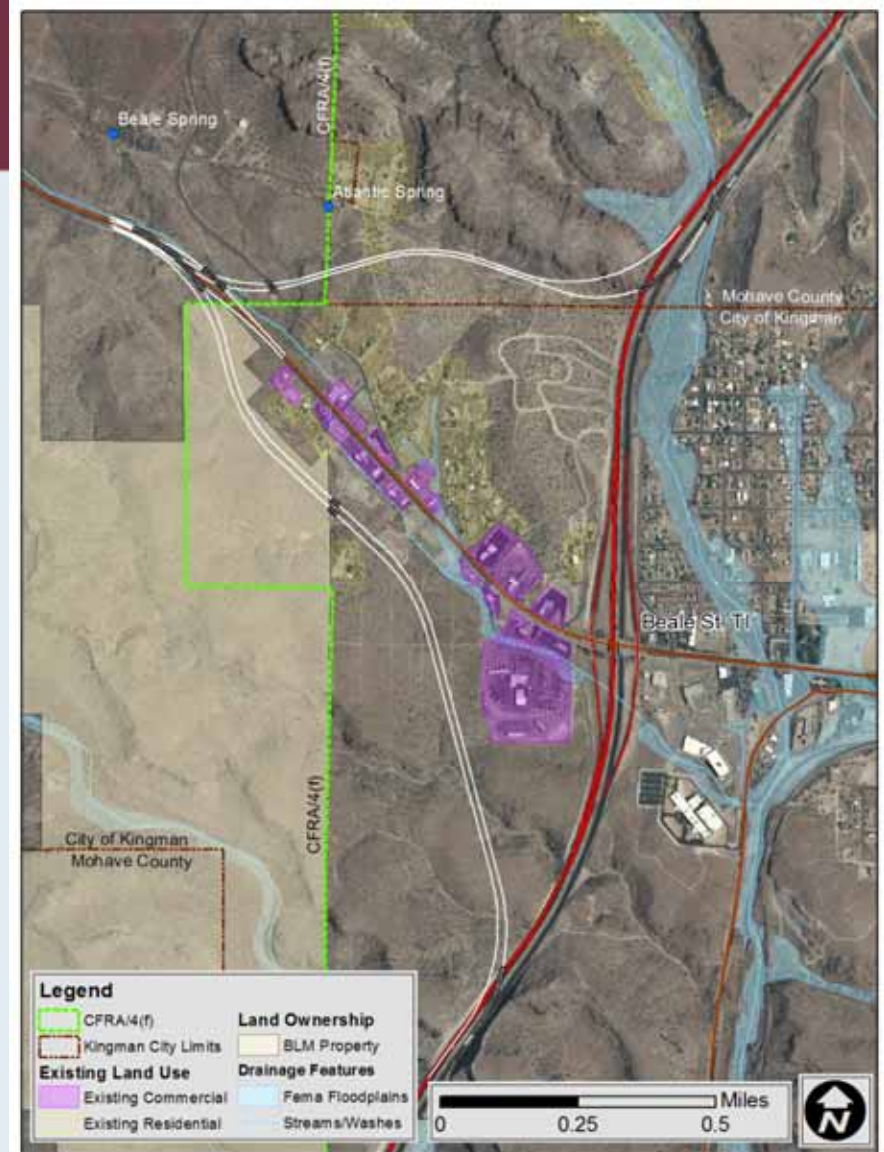 CFRA/4(f)
Beale Spring
Atlantic Spring
Mohave County
City of Kingman
Beale St. TI
CFRA/4(f)
City of Kingman
Mohave County
Legend
CFRA/4(f)
Kingman City Limits
Existing Land Use
Existing Commercial
Existing Residential
Land Ownership
BLM Property
Drainage Features
Fema Floodplains
Streams/Washes
Miles
0 0.25 0.5
N